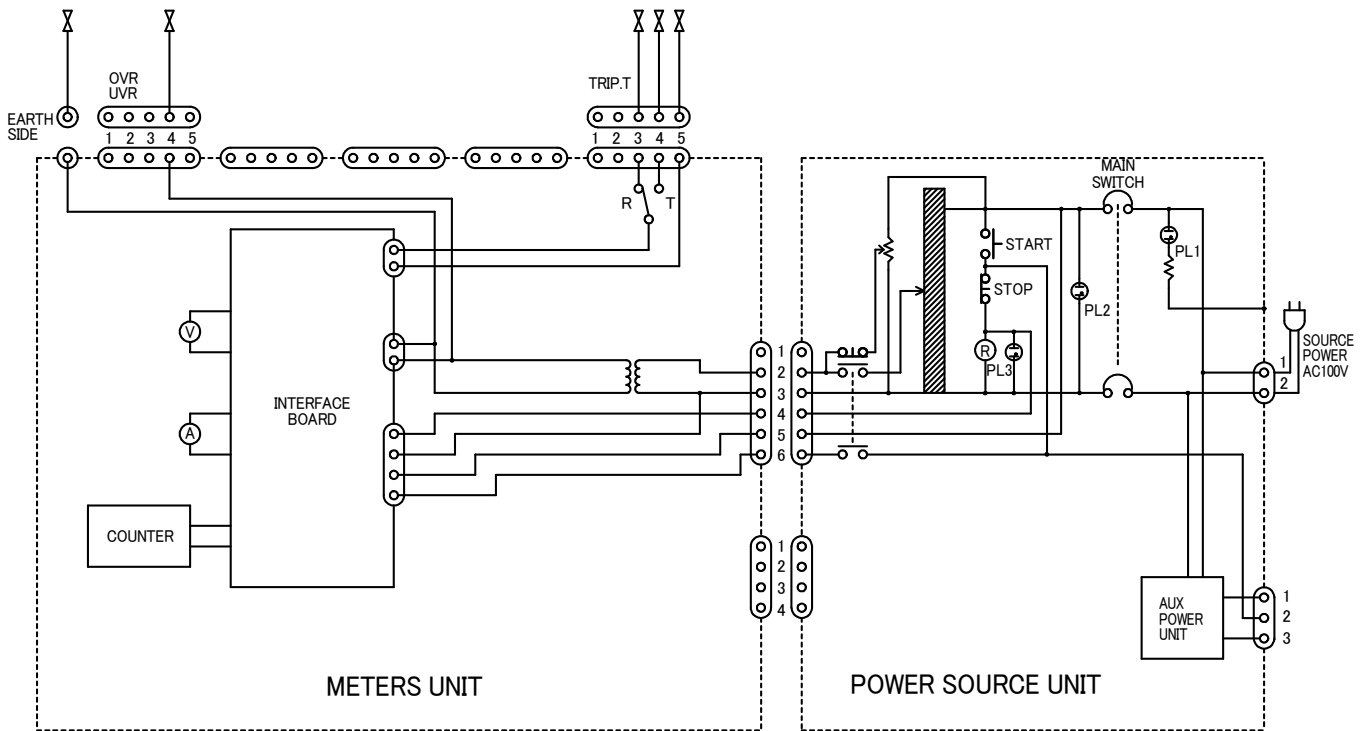 OVR
UVR
TRIP.T
EARTH
SIDE
1 2 3 4 5
1 2 3 4 5
MAIN
SWITCH
R T
START
PL1
STOP
PL2
V
R
PL3
SOURCE
POWER
AC100V
1
2
1
2
3
4
5
6
INTERFACE
BOARD
A
COUNTER
1
2
3
4
AUX
POWER
UNIT
1
2
3
METERS UNIT
POWER SOURCE UNIT